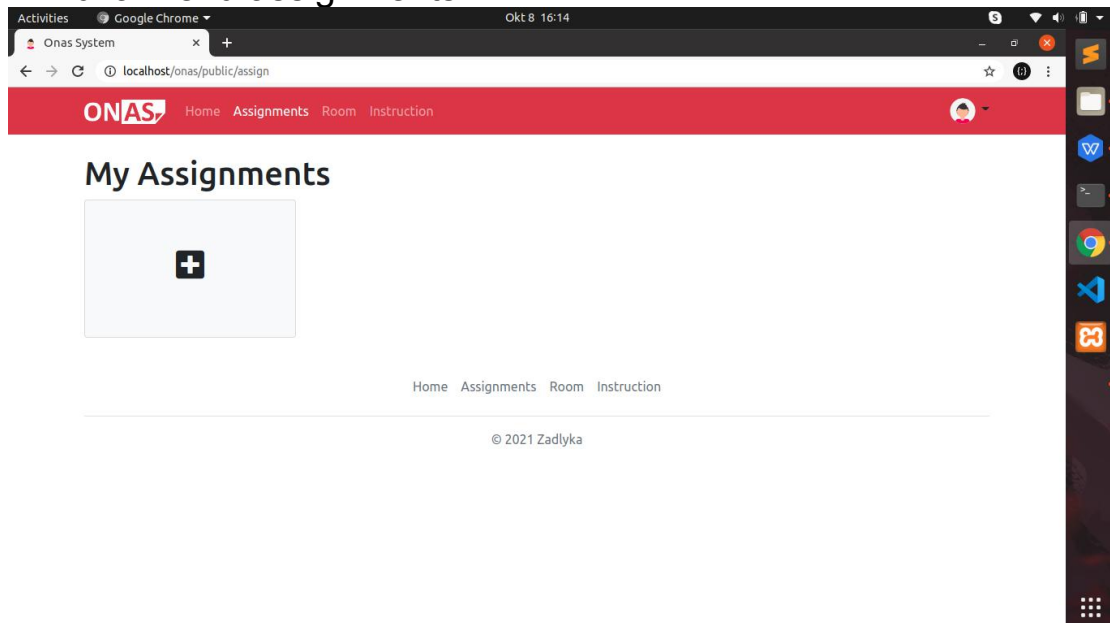 Activities Google Chrome Okt 8 16:14
Onas System
localhost/onas/public/assign
ONAS Home Assignments Room Instruction
My Assignments
Home Assignments Room Instruction
© 2021 Zadlyka